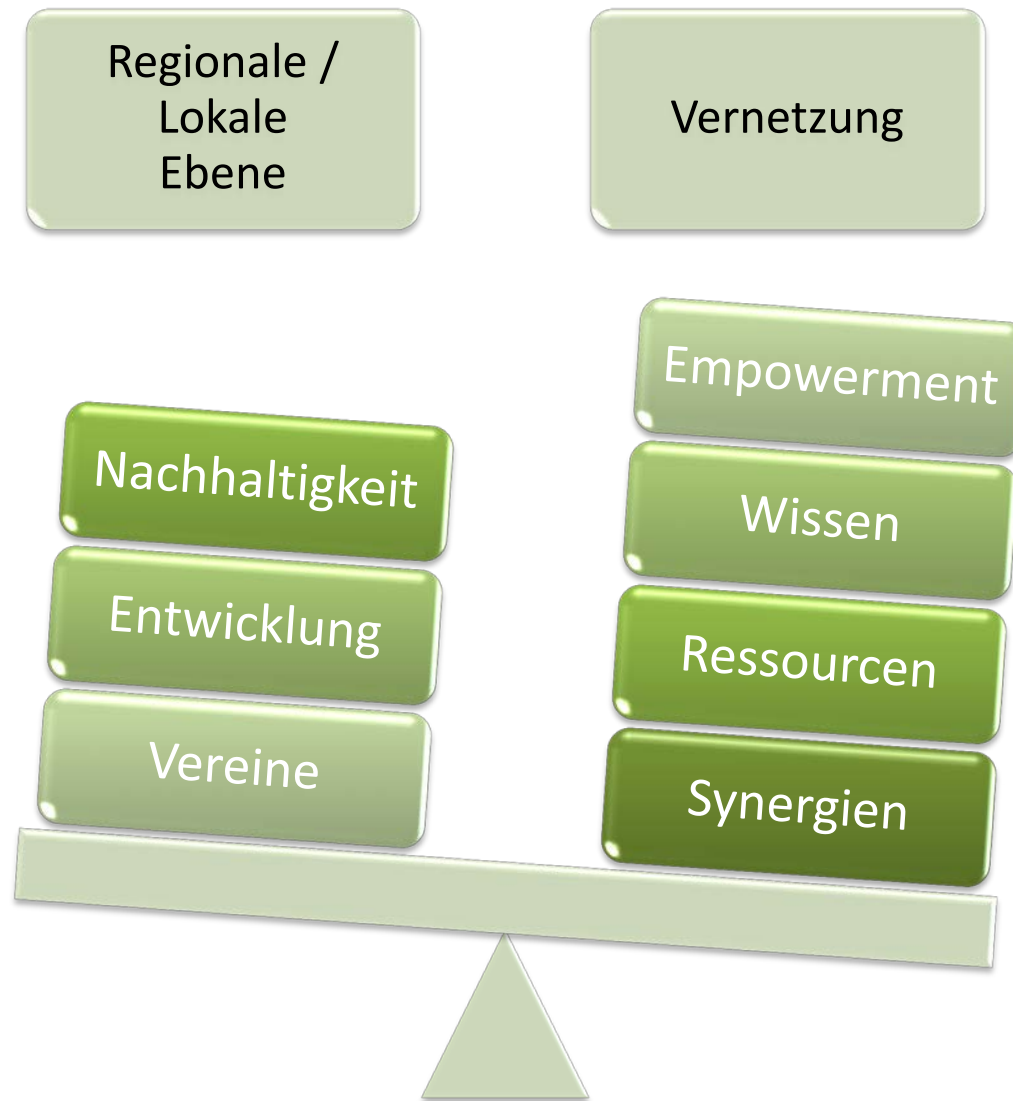 Regionale /
Lokale
Ebene
Vernetzung
Nachhaltigkeit
Entwicklung
Vereine
Empowerment
Wissen
Ressourcen
Synergien